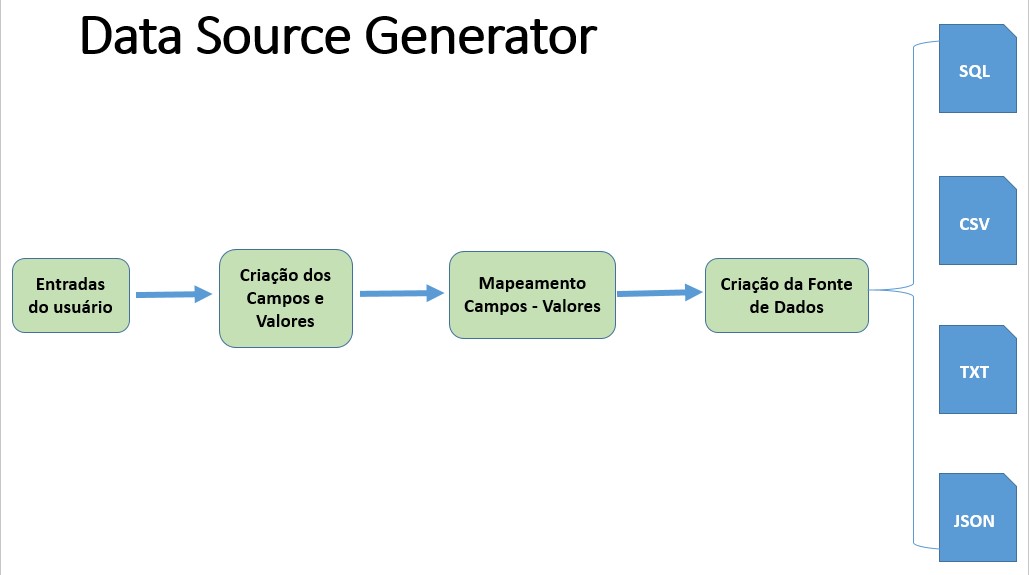 Data Source Generator
Entradas
do usuário
Criação dos
Campos e
Valores
Mapeamento
Campos - Valores
Criação da Fonte
de Dados
SQL
CSV
TXT
JSON